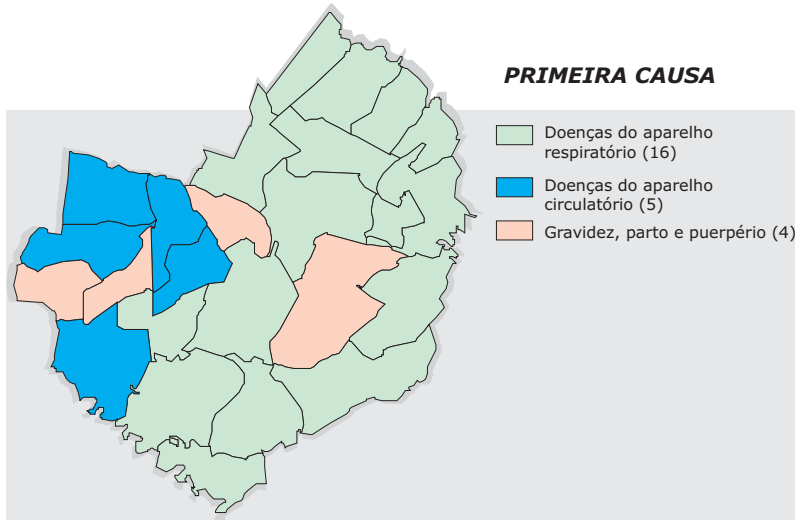 PRIMEIRA CAUSA
Doenças do aparelho
respiratório (16)
Doenças do aparelho
circulatório (5)
Gravidez, parto e puerpério (4)